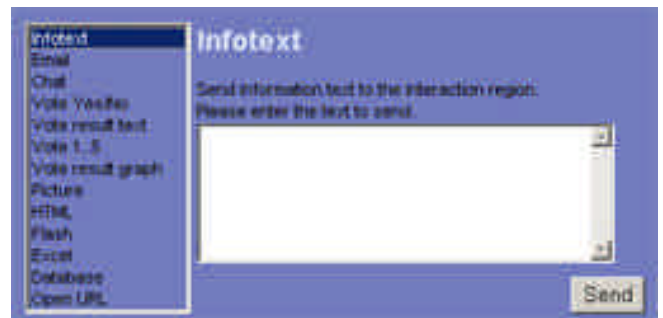 Infotext
Email
Chat
Vote Yes/No
Vote result text
Vote 1..5
Vote result graph
Picture
HTML
Flash
Excel
Database
Open URL
Infotext
Send information text to the interaction region.
Please enter the text to send.
Send